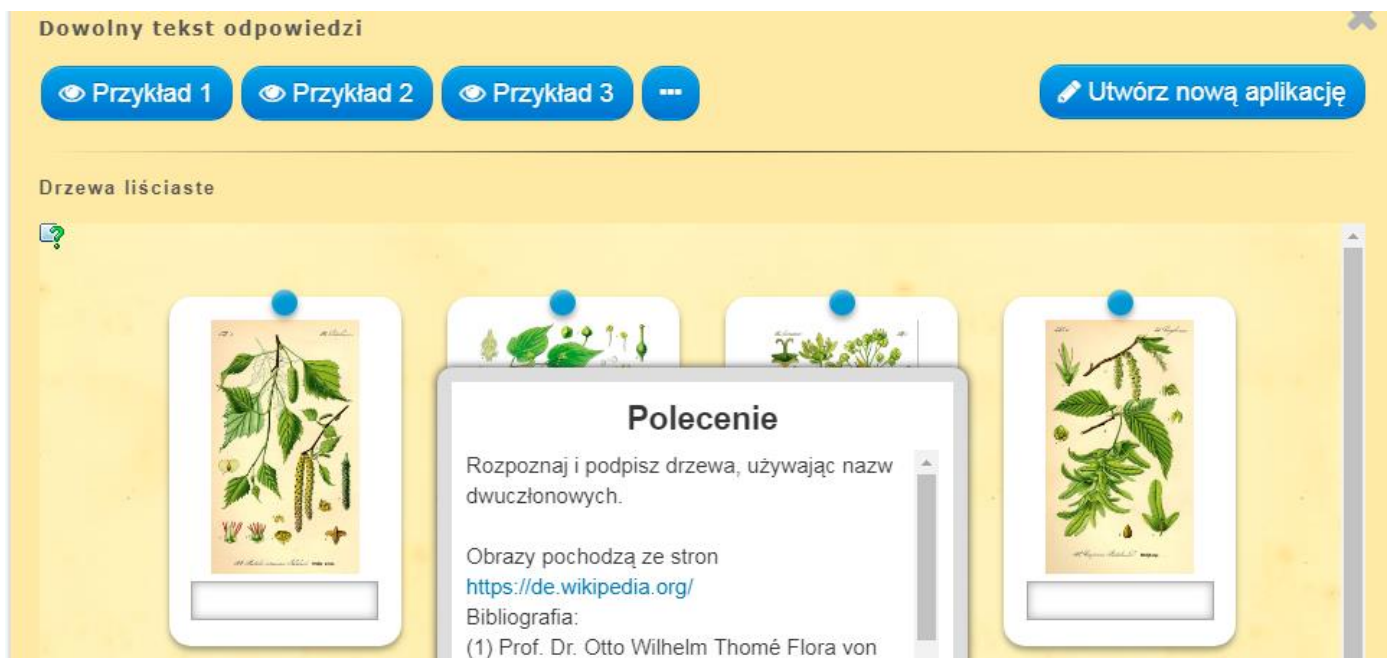 Dowolny tekst odpowiedzi
Przykład 1 Przykład 2 Przykład 3 Utwórz nową aplikację
Drzewa liściaste
Polecenie
Rozpoznaj i podpisz drzewa, używając nazw
dwuczłonowych.
Obrazy pochodzą ze stron
https://de.wikipedia.org/
Bibliografia:
(1) Prof. Dr. Otto Wilhelm Thomé Flora von